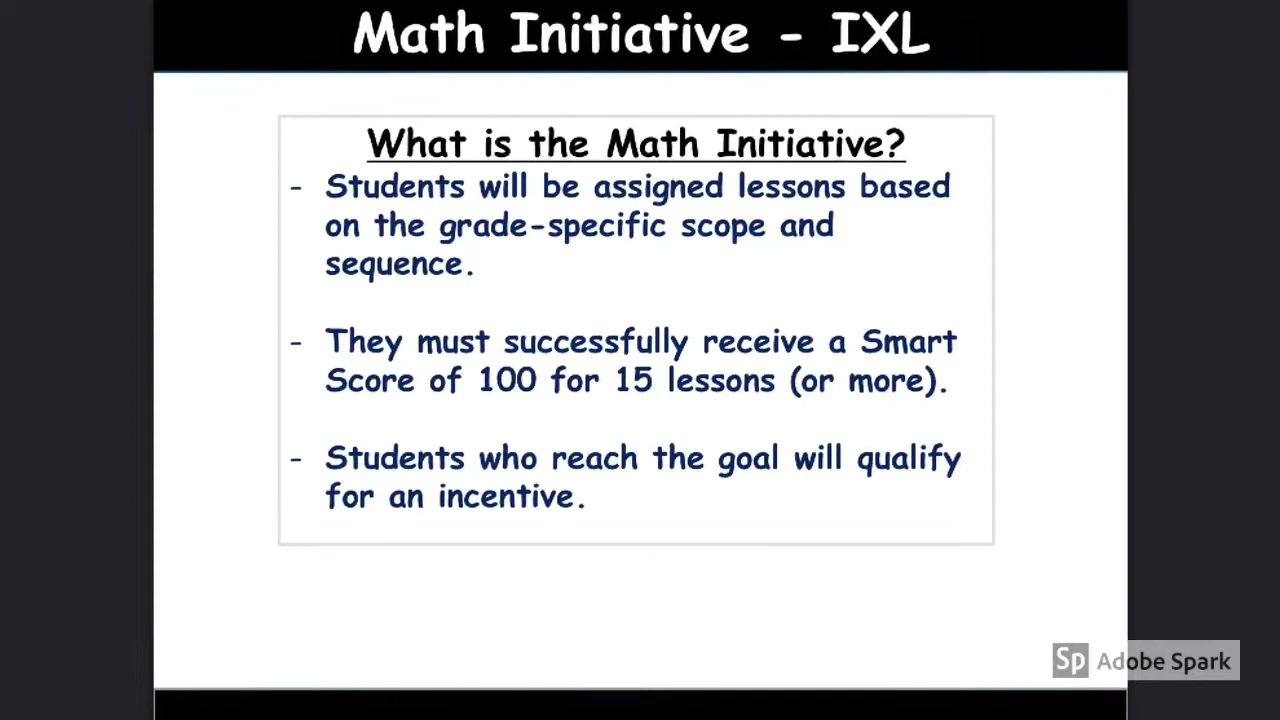 Math Initiative - IXL
What is the Math Initiative?
- Students will be assigned lessons based
on the grade-specific scope and
sequence.
- They must successfully receive a Smart
Score of 100 for 15 lessons (or more).
- Students who reach the goal will qualify
for an incentive.
Sp Adobe Spark